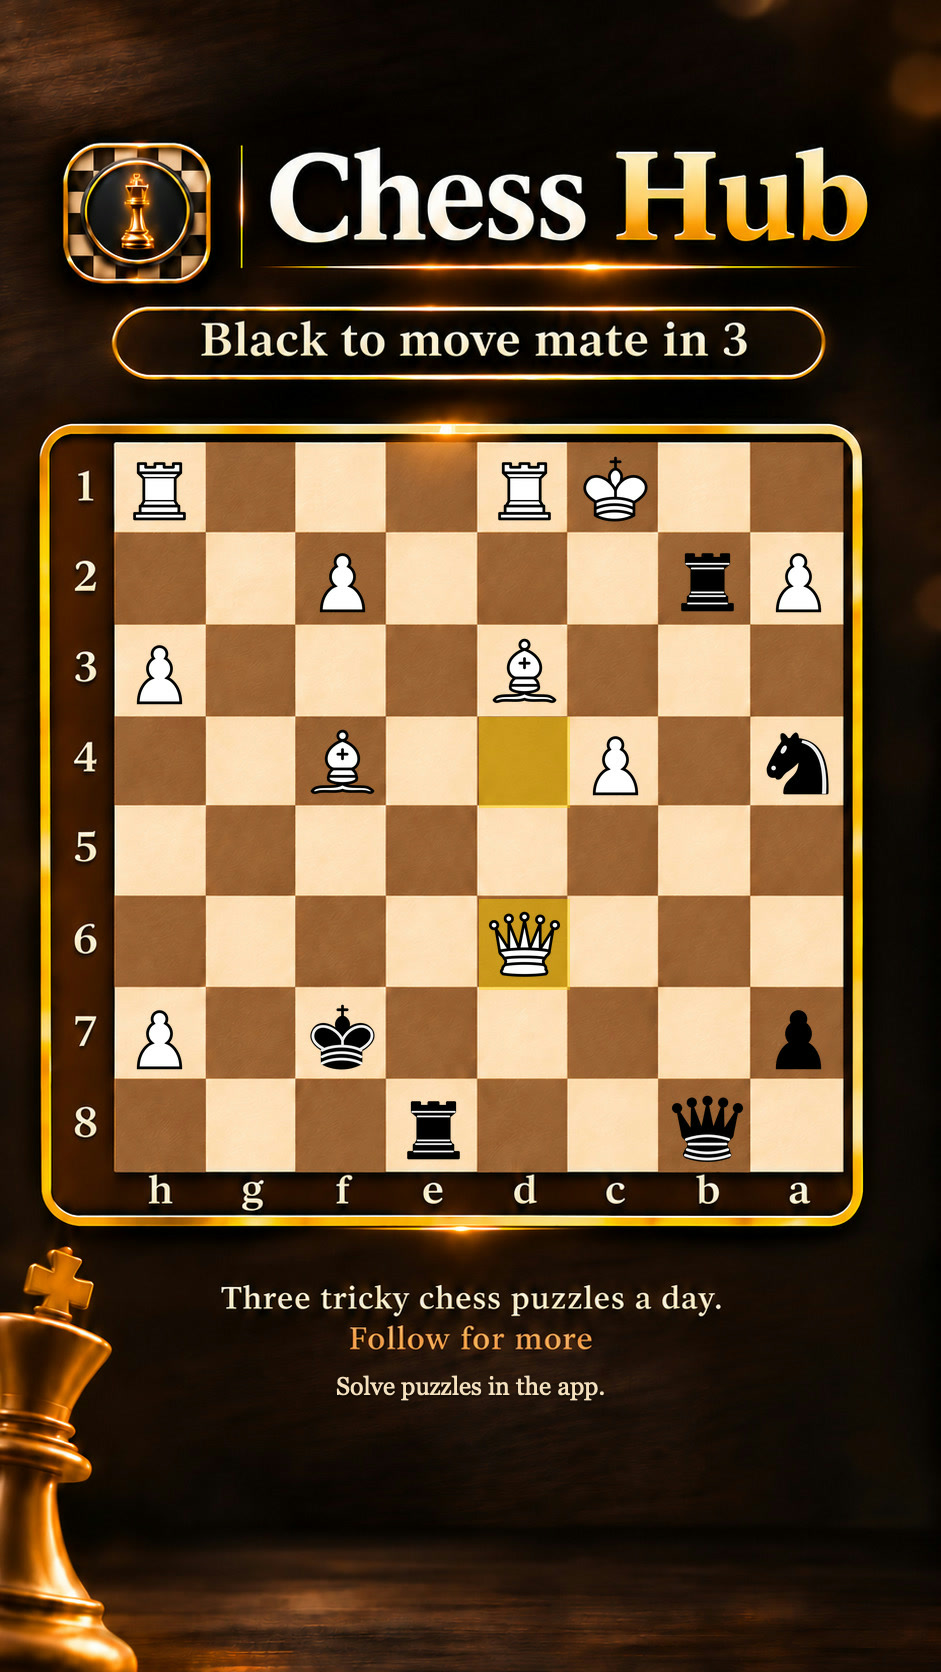 Chess Hub
Black to move mate in 3
1
2
3
4
5
6
7
8
h g f e d c b a
Three tricky chess puzzles a day.
Follow for more
Solve puzzles in the app.